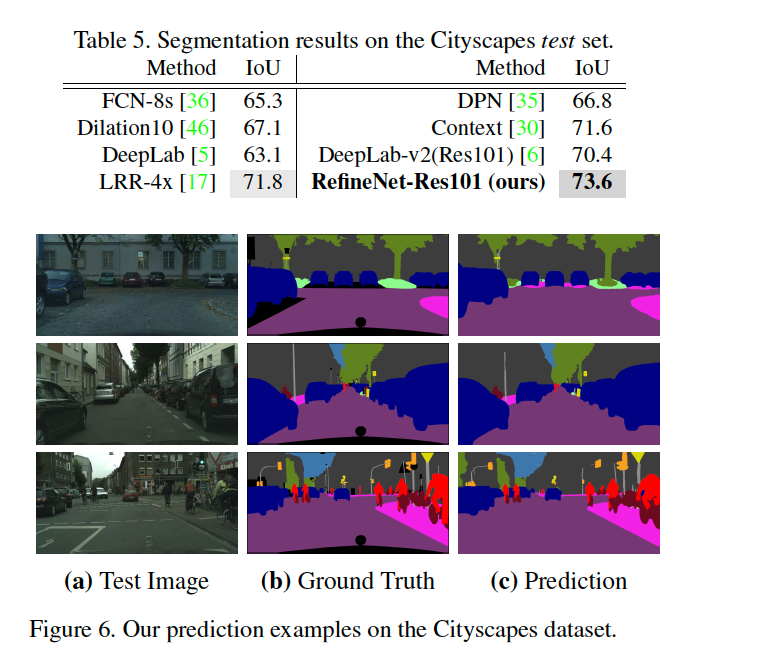 Table 5. Segmentation results on the Cityscapes test set.
Method IoU Method IoU
FCN-8s [36] 65.3 DPN [35] 66.8
Dilation10 [46] 67.1 Context [30] 71.6
DeepLab [5] 63.1 DeepLab-v2(Res101) [6] 70.4
LRR-4x [17] 71.8 RefineNet-Res101 (ours) 73.6
(a) Test Image (b) Ground Truth (c) Prediction
Figure 6. Our prediction examples on the Cityscapes dataset.